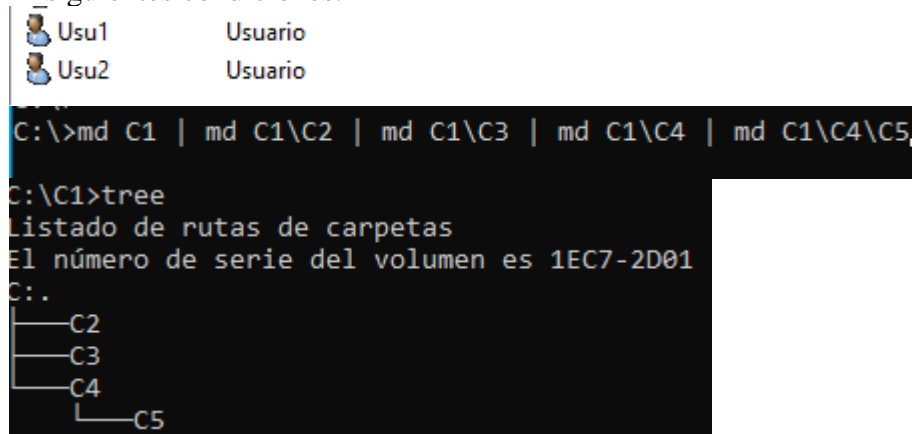 siguientes condiciones.
Usu1 Usuario
Usu2 Usuario
C:\>md C1 | md C1\C2 | md C1\C3 | md C1\C4 | md C1\C4\C5
C:\C1>tree
Listado de rutas de carpetas
El número de serie del volumen es 1EC7-2D01
C:.
├───C2
├───C3
└───C4
    └───C5